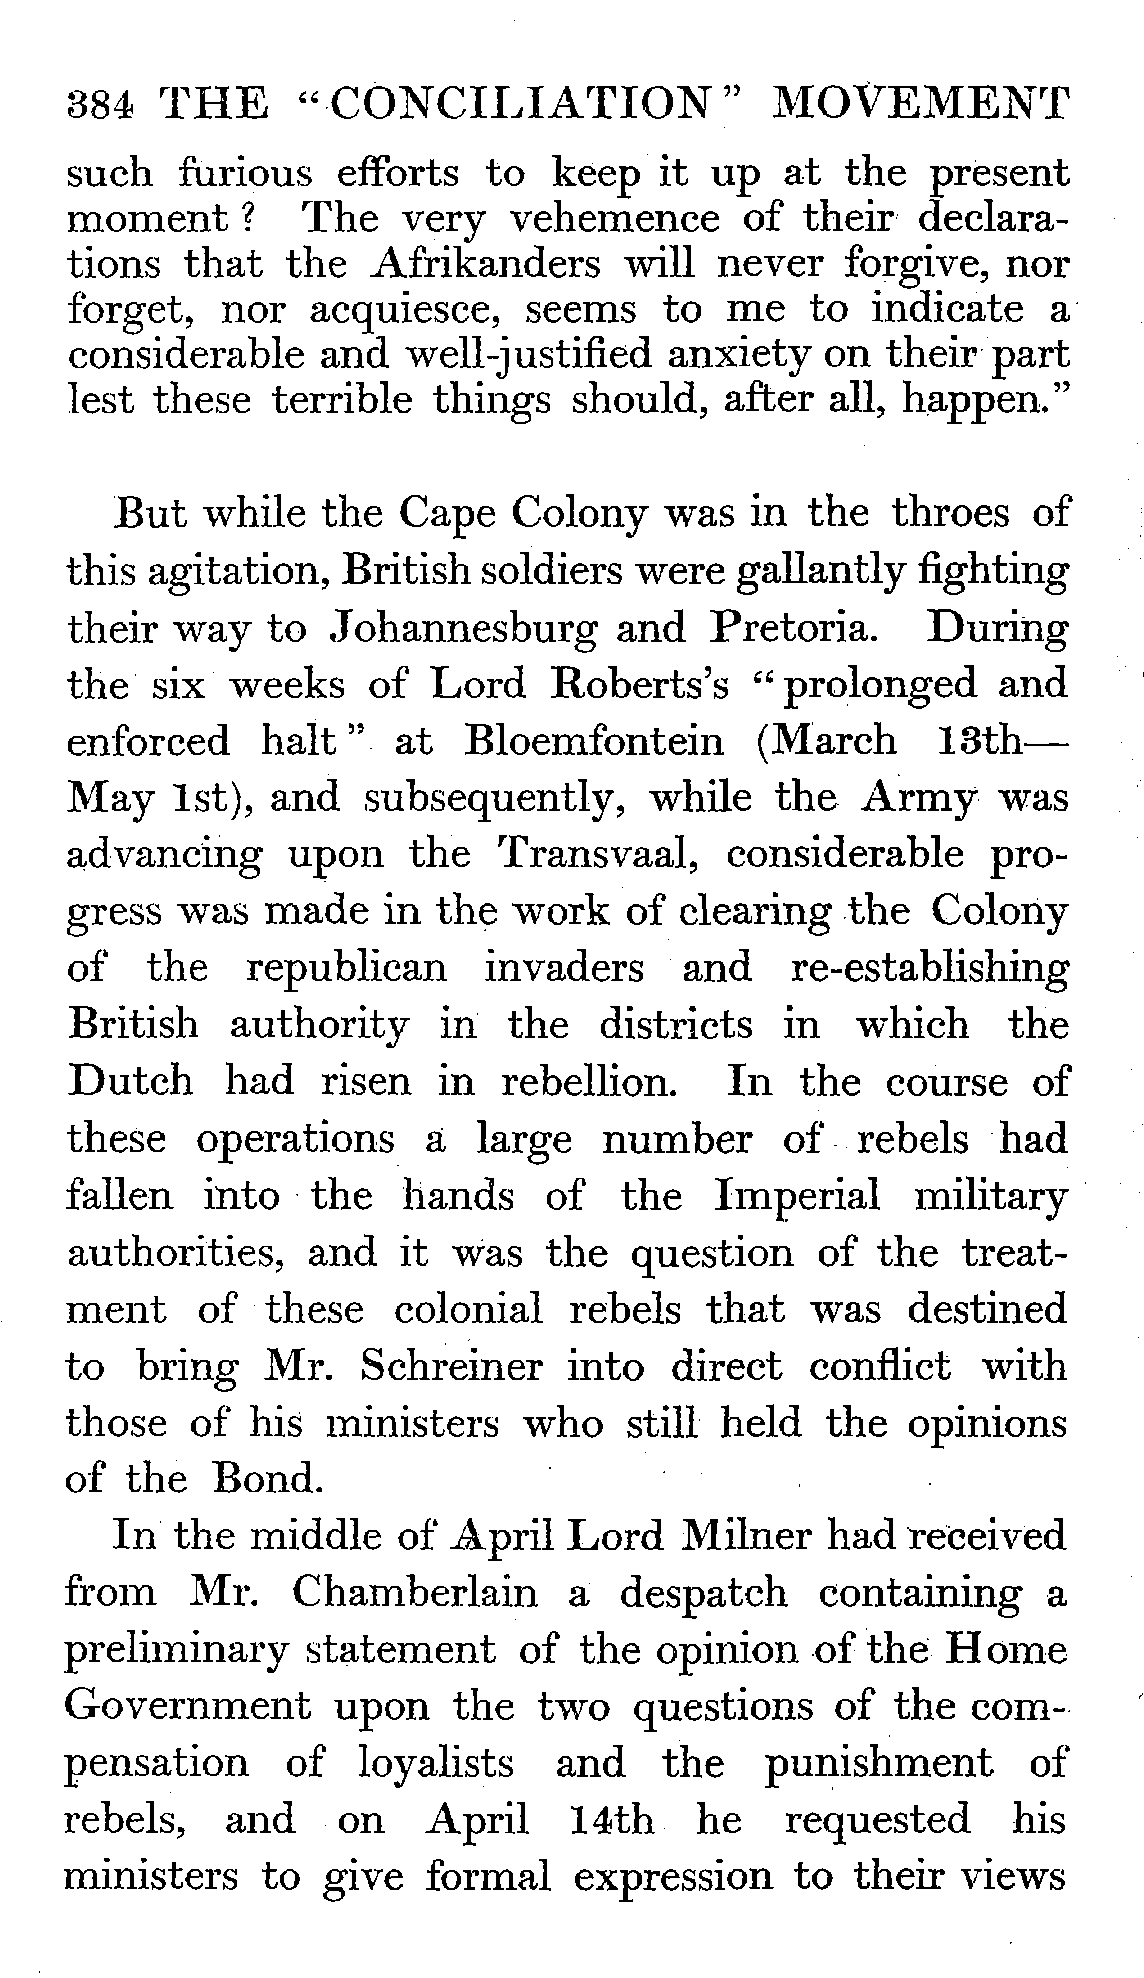 384 THE "CONCILIATION" MOVEMENT
such furious efforts to keep it up at the present
moment ? The very vehemence of their declara-
tions that the Afrikanders will never forgive, nor
forget, nor acquiesce, seems to me to indicate a
considerable and well-justified anxiety on their part
lest these terrible things should, after all, happen."
But while the Cape Colony was in the throes of
this agitation, British soldiers were gallantly fighting
their way to Johannesburg and Pretoria. During
the six weeks of Lord Roberts's "prolonged and
enforced halt" at Bloemfontein (March 13th—
May 1st), and subsequently, while the Army was
advancing upon the Transvaal, considerable pro-
gress was made in the work of clearing the Colony
of the republican invaders and re-establishing
British authority in the districts in which the
Dutch had risen in rebellion. In the course of
these operations a large number of rebels had
fallen into the hands of the Imperial military
authorities, and it was the question of the treat-
ment of these colonial rebels that was destined
to bring Mr. Schreiner into direct conflict with
those of his ministers who still held the opinions
of the Bond.
In the middle of April Lord Milner had received
from Mr. Chamberlain a despatch containing a
preliminary statement of the opinion of the Home
Government upon the two questions of the com-
pensation of loyalists and the punishment of
rebels, and on April 14th he requested his
ministers to give formal expression to their views